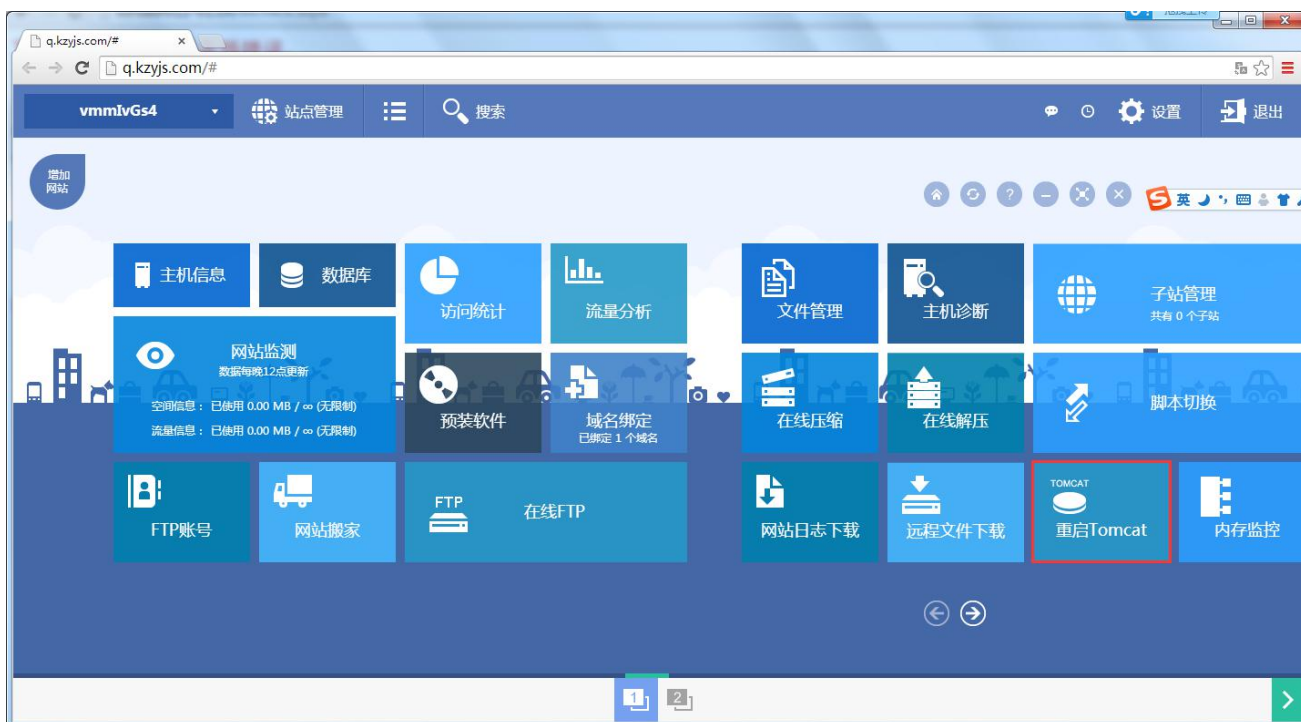 q.kzyjs.com/#
q.kzyjs.com/#
vmmIvGs4
站点管理
搜索
设置
退出
增加
网站
英
主机信息
数据库
访问统计
流量分析
文件管理
主机诊断
子站管理
共有 0 个子站
网站监测
数据每晚12点更新
空间信息： 已使用 0.00 MB / ∞ (无限制)
流量信息： 已使用 0.00 MB / ∞ (无限制)
预装软件
域名绑定
已绑定 1 个域名
在线压缩
在线解压
脚本切换
FTP账号
网站搬家
FTP
在线FTP
网站日志下载
远程文件下载
TOMCAT
重启Tomcat
内存监控
1
2